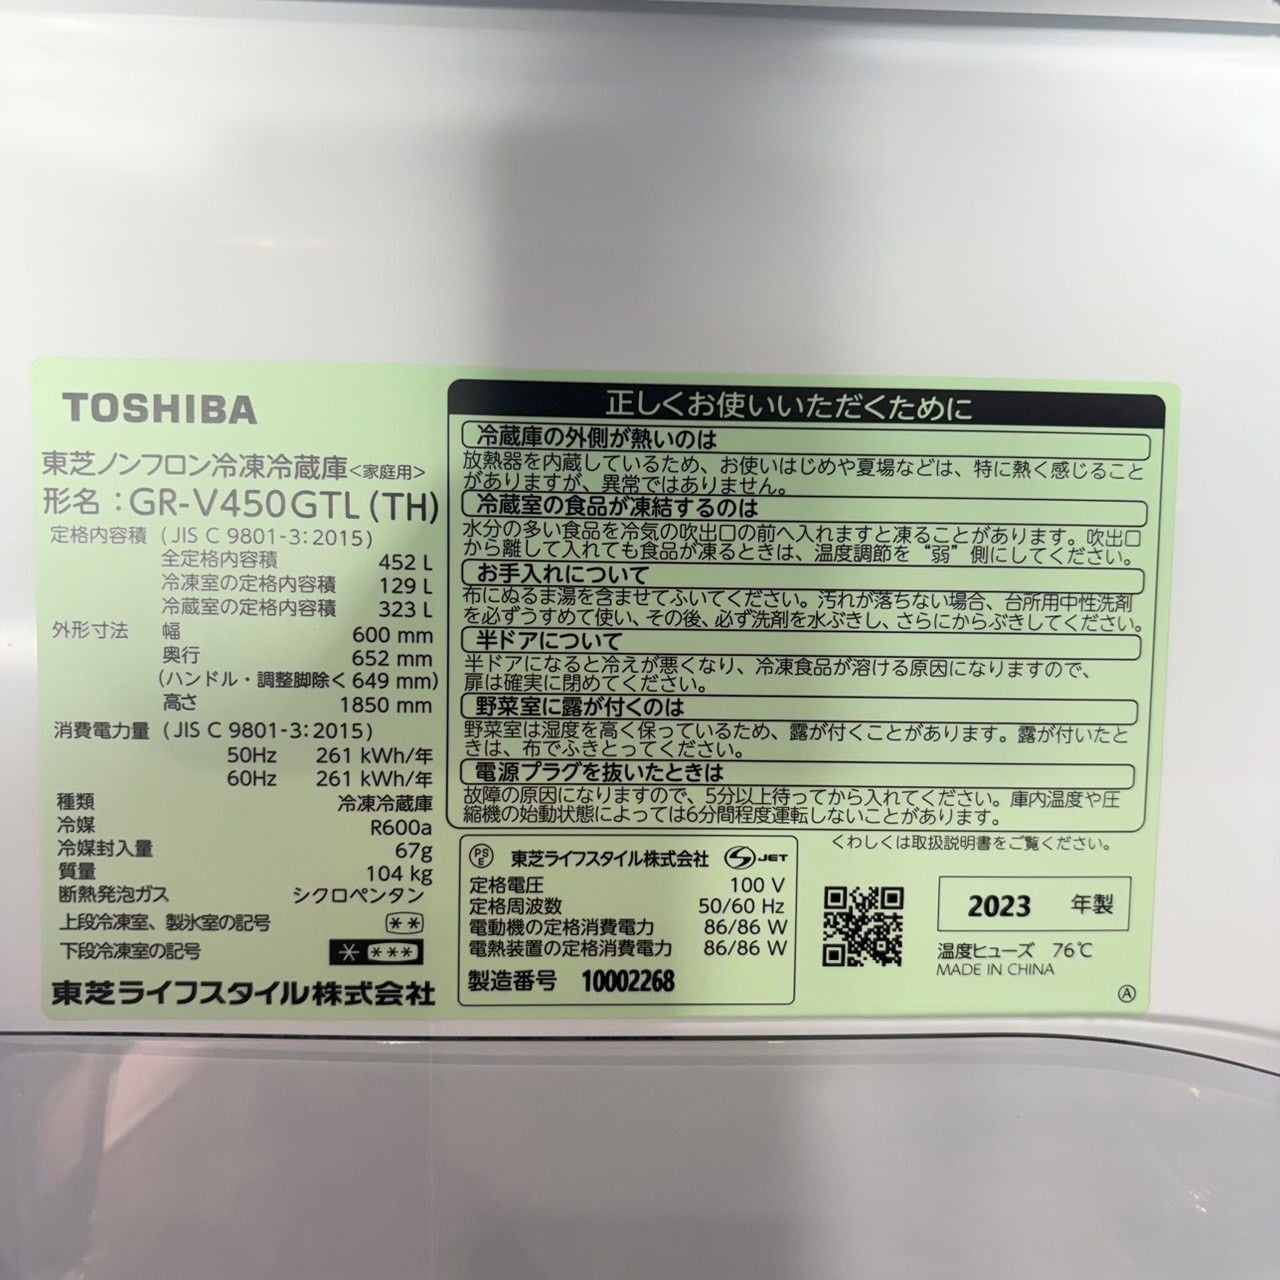 TOSHIBA
東芝ノンフロン冷凍冷蔵庫<家庭用>
形名：GR-V450GTL (TH)
定格内容積 (JIS C 9801-3:2015)
全定格内容積 452 L
冷凍室の定格内容積 129 L
冷蔵室の定格内容積 323 L
外形寸法 幅 600 mm
奥行 652 mm
(ハンドル・調整脚除く 649 mm)
高さ 1850 mm
消費電力量 (JIS C 9801-3:2015)
50Hz 261 kWh/年
60Hz 261 kWh/年
種類 冷凍冷蔵庫
冷媒 R600a
冷媒封入量 67g
質量 104 kg
断熱発泡ガス シクロペンタン
上段冷凍室、製氷室の記号 **
下段冷凍室の記号 * ***
東芝ライフスタイル株式会社
正しくお使いいただくために
冷蔵庫の外側が熱いのは
放熱器を内蔵しているため、お使いはじめや夏場などは、特に熱く感じること
がありますが、異常ではありません。
冷蔵室の食品が凍結するのは
水分の多い食品を冷気の吹出口の前へ入れますと凍ることがあります。吹出口
から離して入れても食品が凍るときは、温度調節を“弱”側にしてください。
お手入れについて
布にぬるま湯を含ませてふいてください。汚れが落ちない場合、台所用中性洗剤
を必ずうすめて使い、その後、必ず洗剤を水ぶきし、さらにからぶきしてください。
半ドアについて
半ドアになると冷えが悪くなり、冷凍食品が溶ける原因になりますので、
扉は確実に閉めてください。
野菜室に露が付くのは
野菜室は湿度を高く保っているため、露が付くことがあります。露が付いたと
きは、布でふきとってください。
電源プラグを抜いたときは
故障の原因になりますので、5分以上待ってから入れてください。庫内温度や圧
縮機の始動状態によっては6分間程度運転しないことがあります。
くわしくは取扱説明書をご覧ください。
PSE 東芝ライフスタイル株式会社 JET
定格電圧 100 V
定格周波数 50/60 Hz
電動機の定格消費電力 86/86 W
電熱装置の定格消費電力 86/86 W
製造番号 10002268
2023 年製
温度ヒューズ 76℃
MADE IN CHINA
Ⓐ